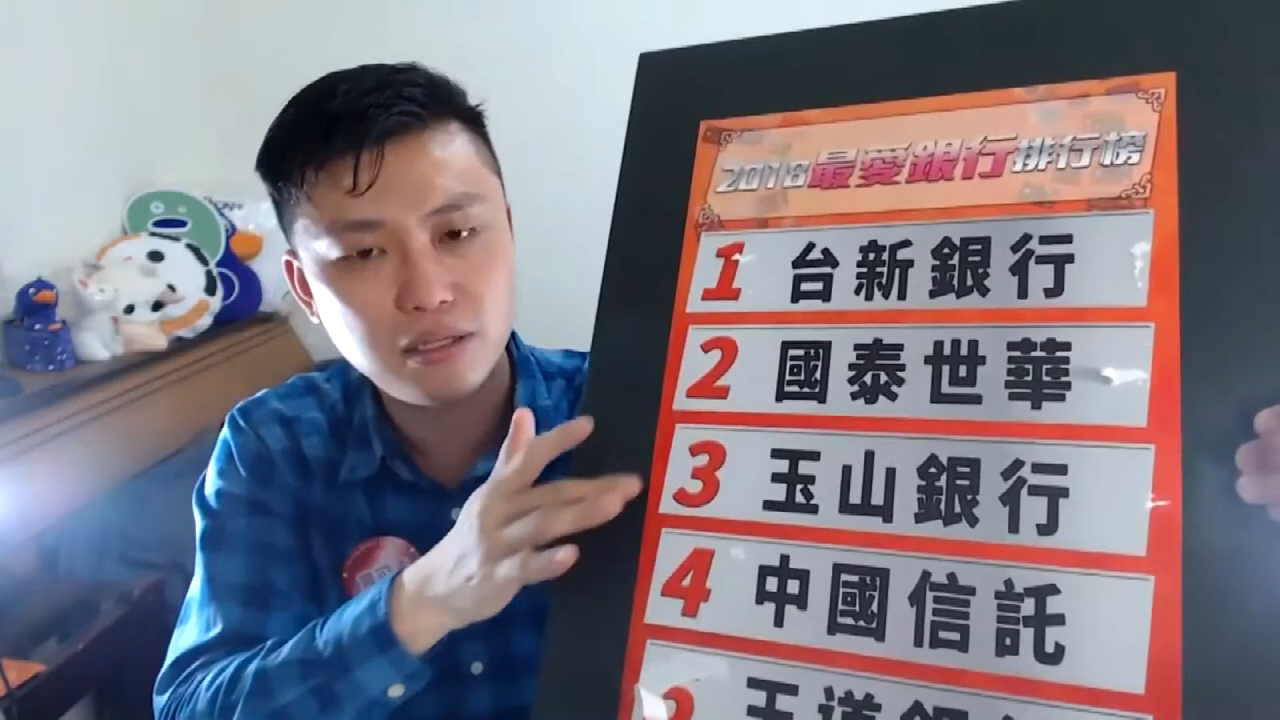 2018最愛銀行排行榜
1 台新銀行
2 國泰世華
3 玉山銀行
4 中國信託